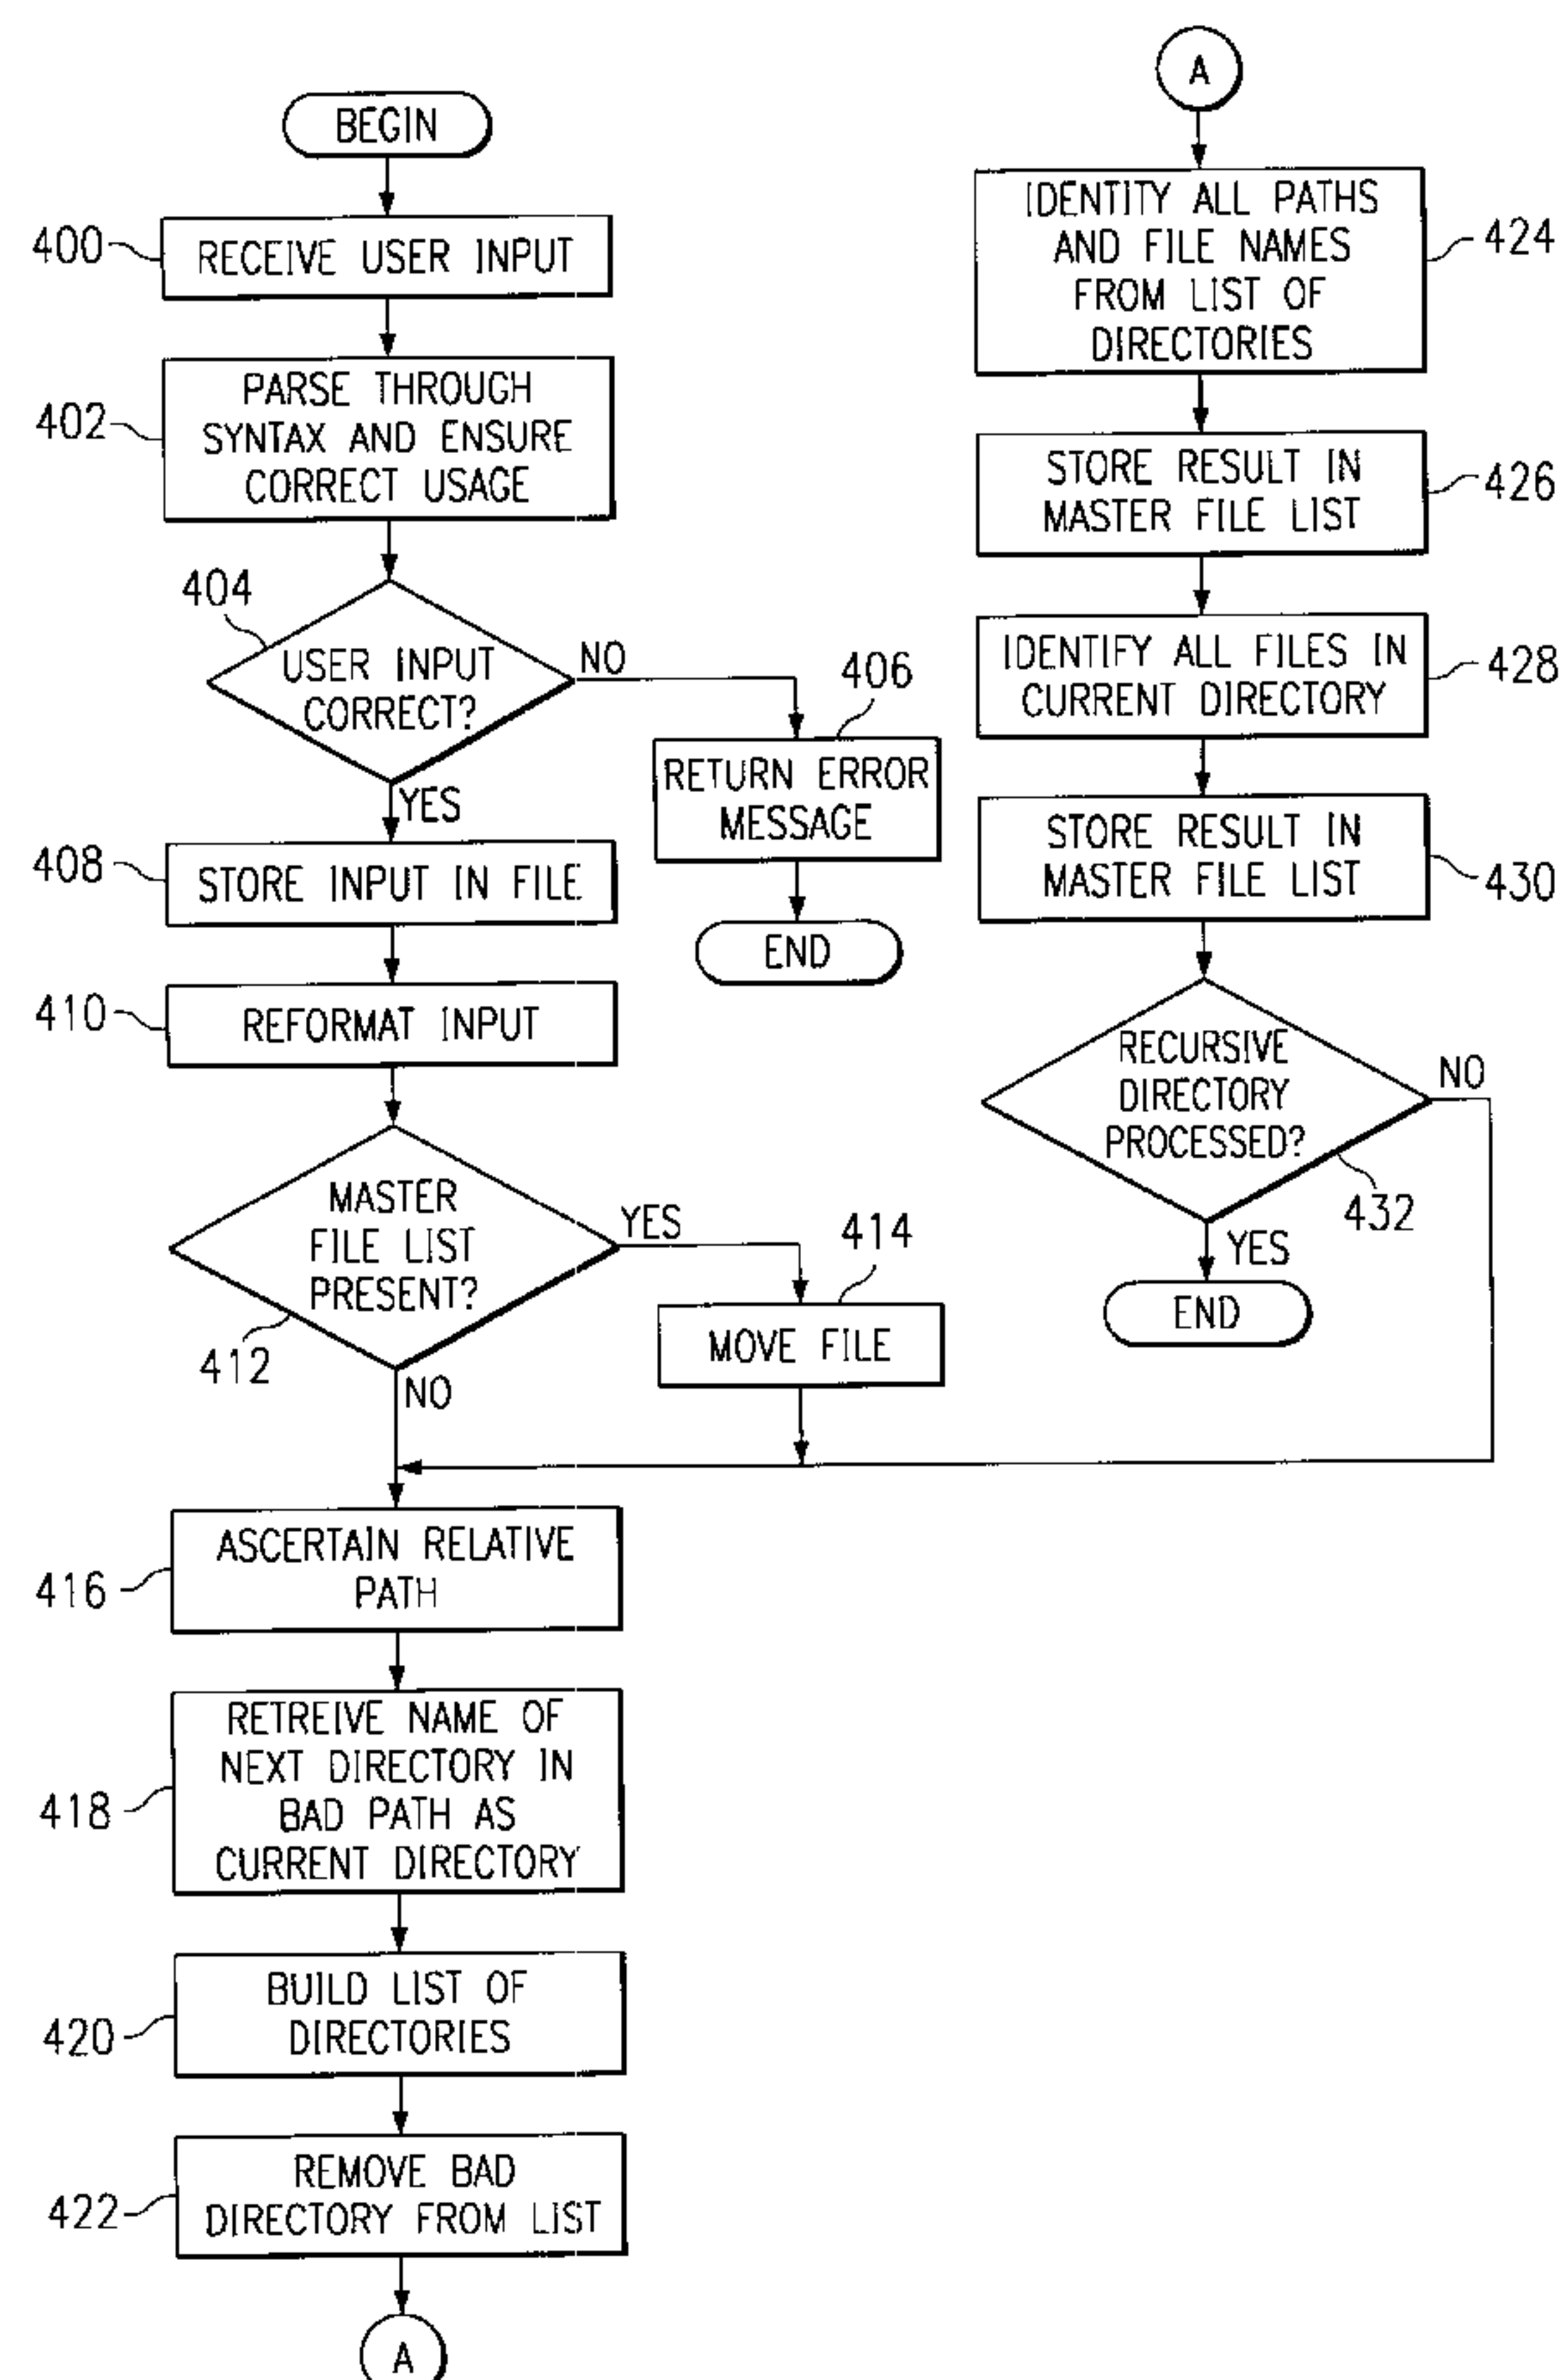 BEGIN
400
RECEIVE USER INPUT
402
PARSE THROUGH
SYNTAX AND ENSURE
CORRECT USAGE
404
USER INPUT
CORRECT?
NO
406
RETURN ERROR
MESSAGE
END
YES
408
STORE INPUT IN FILE
410
REFORMAT INPUT
MASTER
FILE LIST
PRESENT?
412
YES
414
MOVE FILE
NO
416
ASCERTAIN RELATIVE
PATH
418
RETREIVE NAME OF
NEXT DIRECTORY IN
BAD PATH AS
CURRENT DIRECTORY
420
BUILD LIST OF
DIRECTORIES
422
REMOVE BAD
DIRECTORY FROM LIST
A
A
IDENTITY ALL PATHS
AND FILE NAMES
FROM LIST OF
DIRECTORIES
424
STORE RESULT IN
MASTER FILE LIST
426
IDENTIFY ALL FILES IN
CURRENT DIRECTORY
428
STORE RESULT IN
MASTER FILE LIST
430
RECURSIVE
DIRECTORY
PROCESSED?
NO
432
YES
END